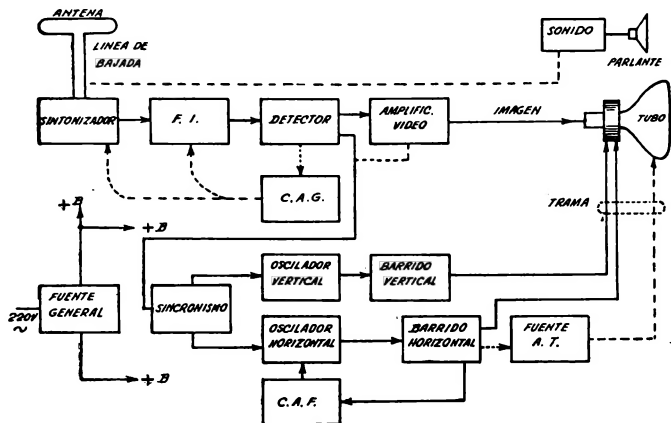 ANTENA
LINEA DE
BAJADA
SONIDO
PARLANTE
SINTONIZADOR
F. I.
DETECTOR
AMPLIFIC.
VIDEO
IMAGEN
TUBO
C.A.G.
TRAMA
+B
+B
FUENTE
GENERAL
220V
~
+B
SINCRONISMO
OSCILADOR
VERTICAL
BARRIDO
VERTICAL
OSCILADOR
HORIZONTAL
BARRIDO
HORIZONTAL
FUENTE
A.T.
C.A.F.